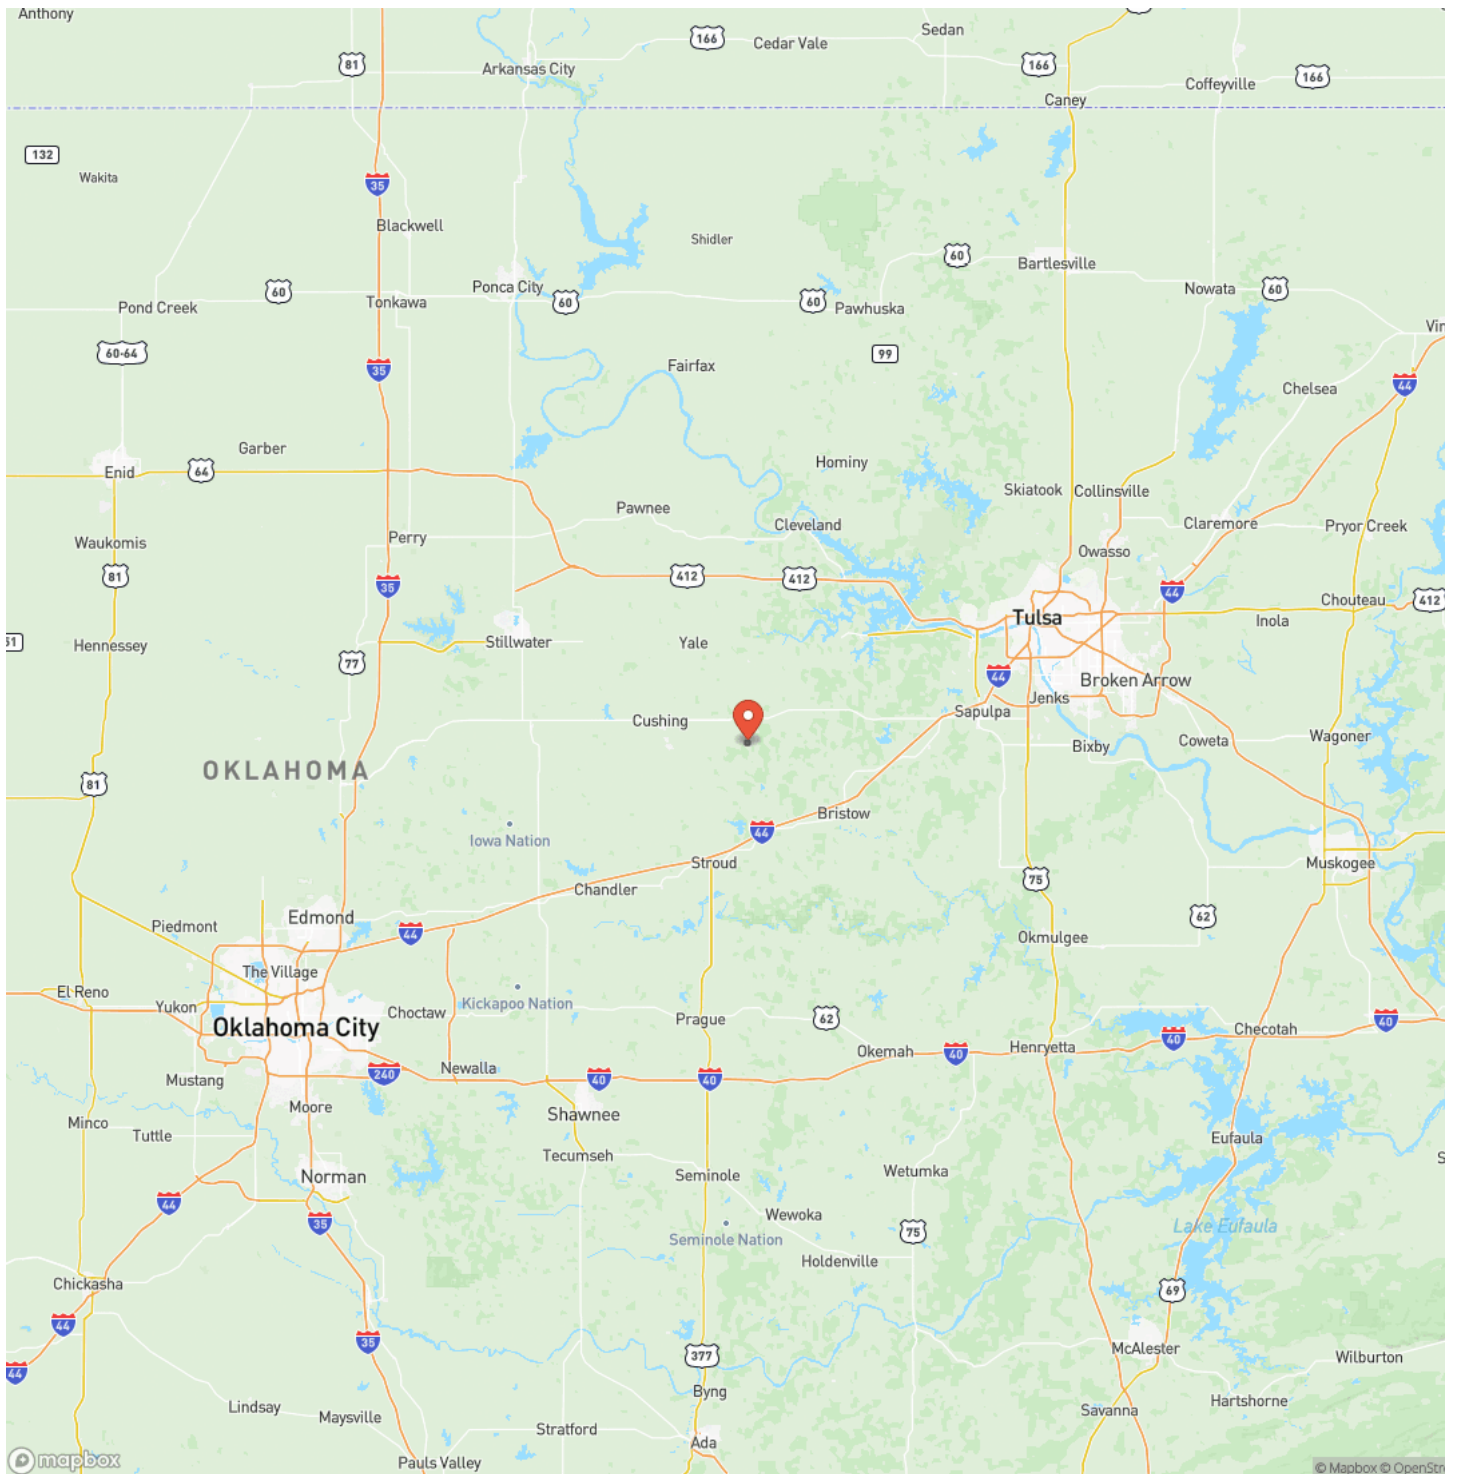 Anthony
Sedan
166
Cedar Vale
81
Arkansas City
166
166
Coffeyville
Caney
132
Wakita
35
Blackwell
Shidler
60
Bartlesville
Ponca City
60
60
60
Nowata
60
Pond Creek
Tonkawa
Pawhuska
Vin
60-64
99
35
Fairfax
44
Chelsea
Garber
Enid
64
Hominy
Skiatook
Collinsville
Pawnee
Cleveland
Claremore
Pryor Creek
Perry
Waukomis
Owasso
81
412
412
35
44
Chouteau
412
Tulsa
Inola
51
Hennessey
Stillwater
Yale
77
44
Broken Arrow
Jenks
Sapulpa
Cushing
Bixby
Coweta
Wagoner
OKLAHOMA
81
Bristow
Iowa Nation
44
Stroud
Muskogee
Chandler
75
Edmond
Piedmont
44
62
Okmulgee
The Village
El Reno
Yukon
Kickapoo Nation
Choctaw
Oklahoma City
Prague
62
40
Checotah
40
Okemah
40
Henryetta
Newalla
240
Mustang
40
40
Moore
Shawnee
Minco
Tuttle
Eufaula
Tecumseh
S
Norman
Seminole
Wetumka
44
35
Wewoka
75
Lake Eufaula
Seminole Nation
Holdenville
Chickasha
69
44
35
377
McAlester
Wilburton
44
Byng
Hartshorne
Lindsay
Maysville
Savanna
Stratford
Ada
Pauls Valley
mapbox
© Mapbox © OpenStr